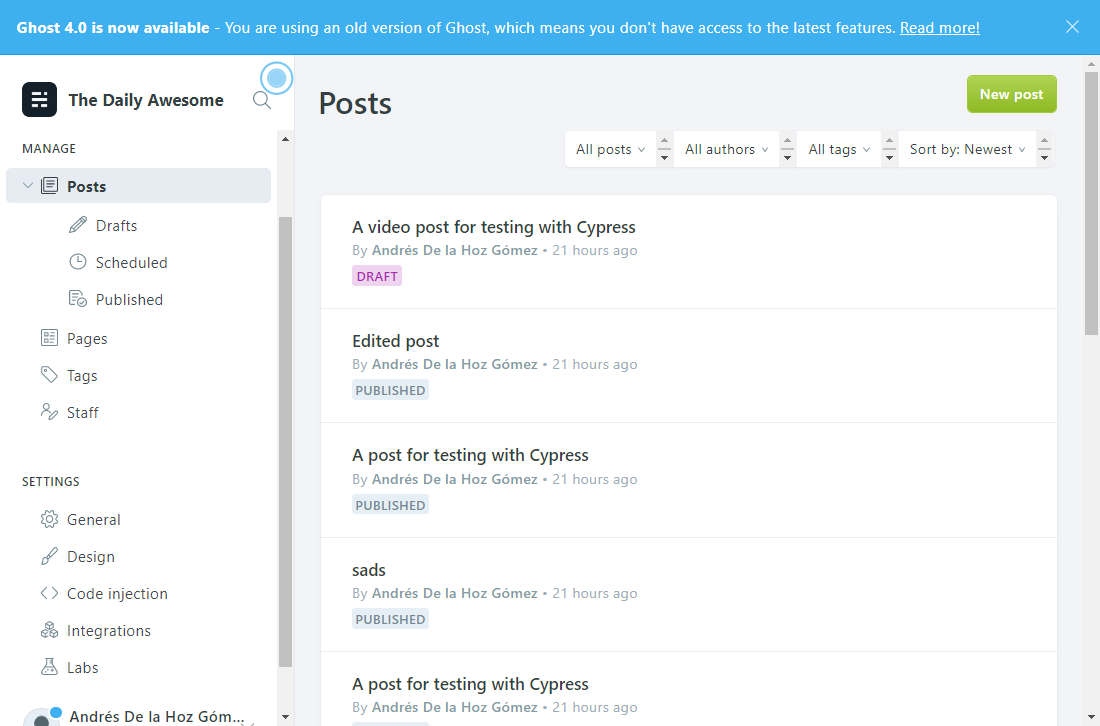 Ghost 4.0 is now available - You are using an old version of Ghost, which means you don't have access to the latest features. Read more!
The Daily Awesome
MANAGE
Posts
Drafts
Scheduled
Published
Pages
Tags
Staff
SETTINGS
General
Design
Code injection
Integrations
Labs
Andrés De la Hoz Góm...
Posts
New post
All posts All authors All tags Sort by: Newest
A video post for testing with Cypress
By Andrés De la Hoz Gómez • 21 hours ago
DRAFT
Edited post
By Andrés De la Hoz Gómez • 21 hours ago
PUBLISHED
A post for testing with Cypress
By Andrés De la Hoz Gómez • 21 hours ago
PUBLISHED
sads
By Andrés De la Hoz Gómez • 21 hours ago
PUBLISHED
A post for testing with Cypress
By Andrés De la Hoz Gómez • 21 hours ago